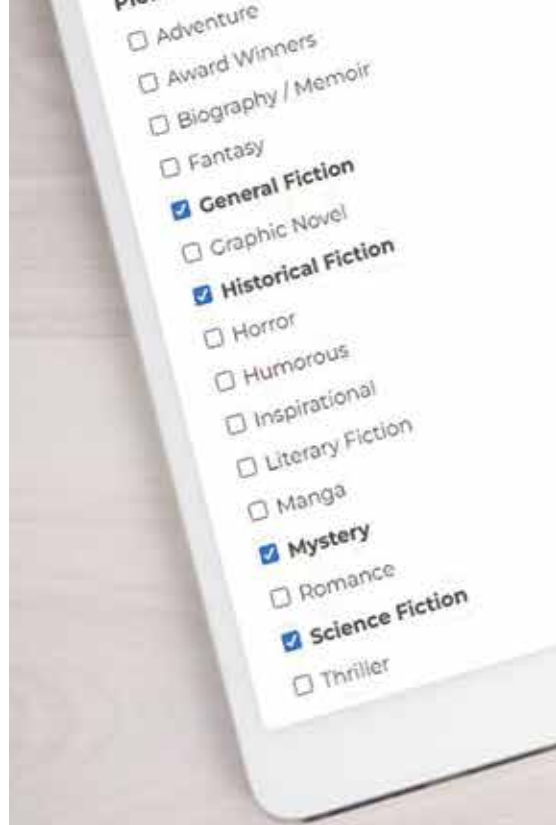 Adventure
Award Winners
Biography / Memoir
Fantasy
General Fiction
Graphic Novel
Historical Fiction
Horror
Humorous
Inspirational
Literary Fiction
Manga
Mystery
Romance
Science Fiction
Thriller